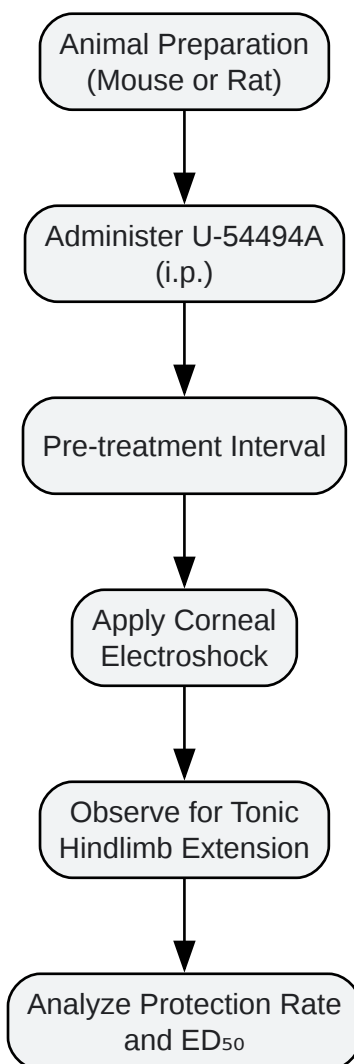 Animal Preparation
(Mouse or Rat)
Administer U-54494A
(i.p.)
Pre-treatment Interval
Apply Corneal
Electroshock
Observe for Tonic
Hindlimb Extension
Analyze Protection Rate
and ED₅₀